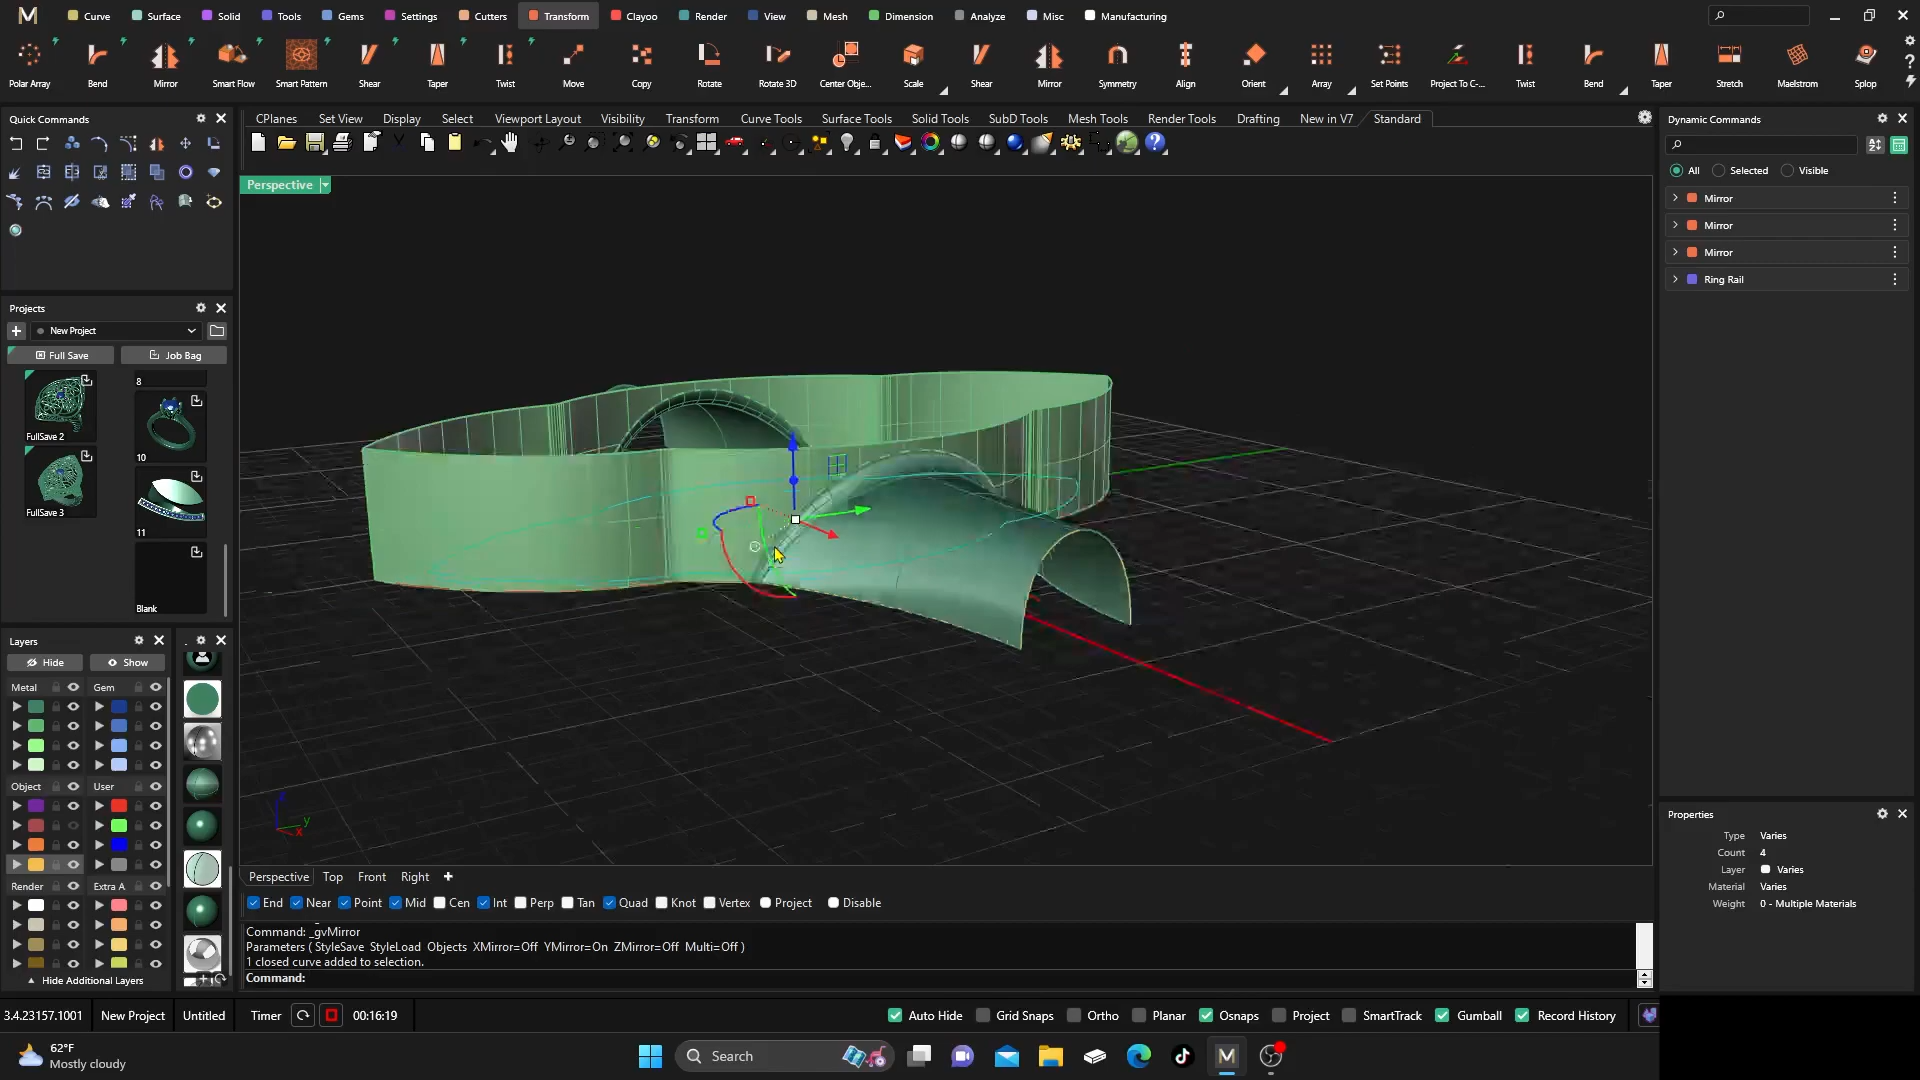 M Curve Surface Solid Tools Gems Settings Cutters Transform Clayoo Render View Mesh Dimension Analyze Misc Manufacturing
Polar Array Bend Mirror Smart Flow Smart Pattern Shear Taper Twist Move Copy Rotate Rotate 3D Center Obje... Scale Shear Mirror Symmetry Align Orient Array Set Points Project To C-... Twist Bend Taper Stretch Maelstrom Splop
Quick Commands
CPlanes Set View Display Select Viewport Layout Visibility Transform Curve Tools Surface Tools Solid Tools SubD Tools Mesh Tools Render Tools Drafting New in V7 Standard
Dynamic Commands
All Selected Visible
Mirror
Mirror
Mirror
Ring Rail
Perspective
Projects
New Project
Full Save Job Bag
8
FullSave 2
10
FullSave 3
11
Blank
Layers
Hide Show
Metal Gem
Object User
Render Extra A
Hide Additional Layers
z
y
x
Perspective Top Front Right
End Near Point Mid Cen Int Perp Tan Quad Knot Vertex Project Disable
Command: _gvMirror
Parameters ( StyleSave StyleLoad Objects XMirror=Off YMirror=On ZMirror=Off Multi=Off )
1 closed curve added to selection.
Command:
Properties
Type Varies
Count 4
Layer Varies
Material Varies
Weight 0 - Multiple Materials
3.4.23157.1001 New Project Untitled Timer 00:16:19 Auto Hide Grid Snaps Ortho Planar Osnaps Project SmartTrack Gumball Record History
62°F
Mostly cloudy
Search
M